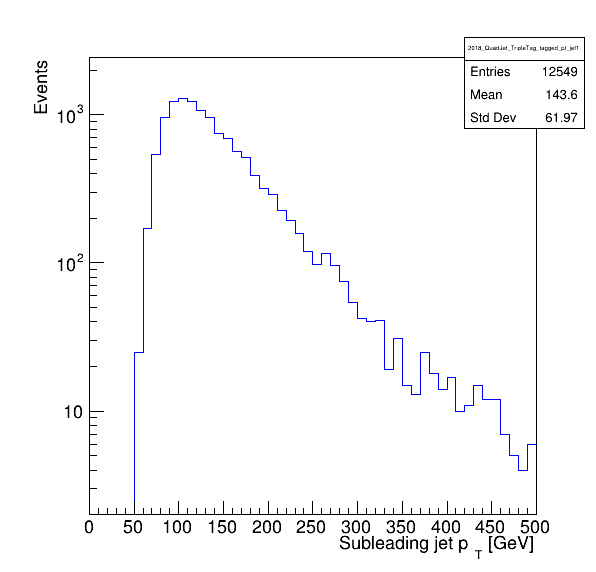 2018_QuadJet_TripleTag_tagged_pt_jet1
Entries 12549
Mean 143.6
Std Dev 61.97
Events
10³
10²
10
0 50 100 150 200 250 300 350 400 450 500
Subleading jet p_T [GeV]